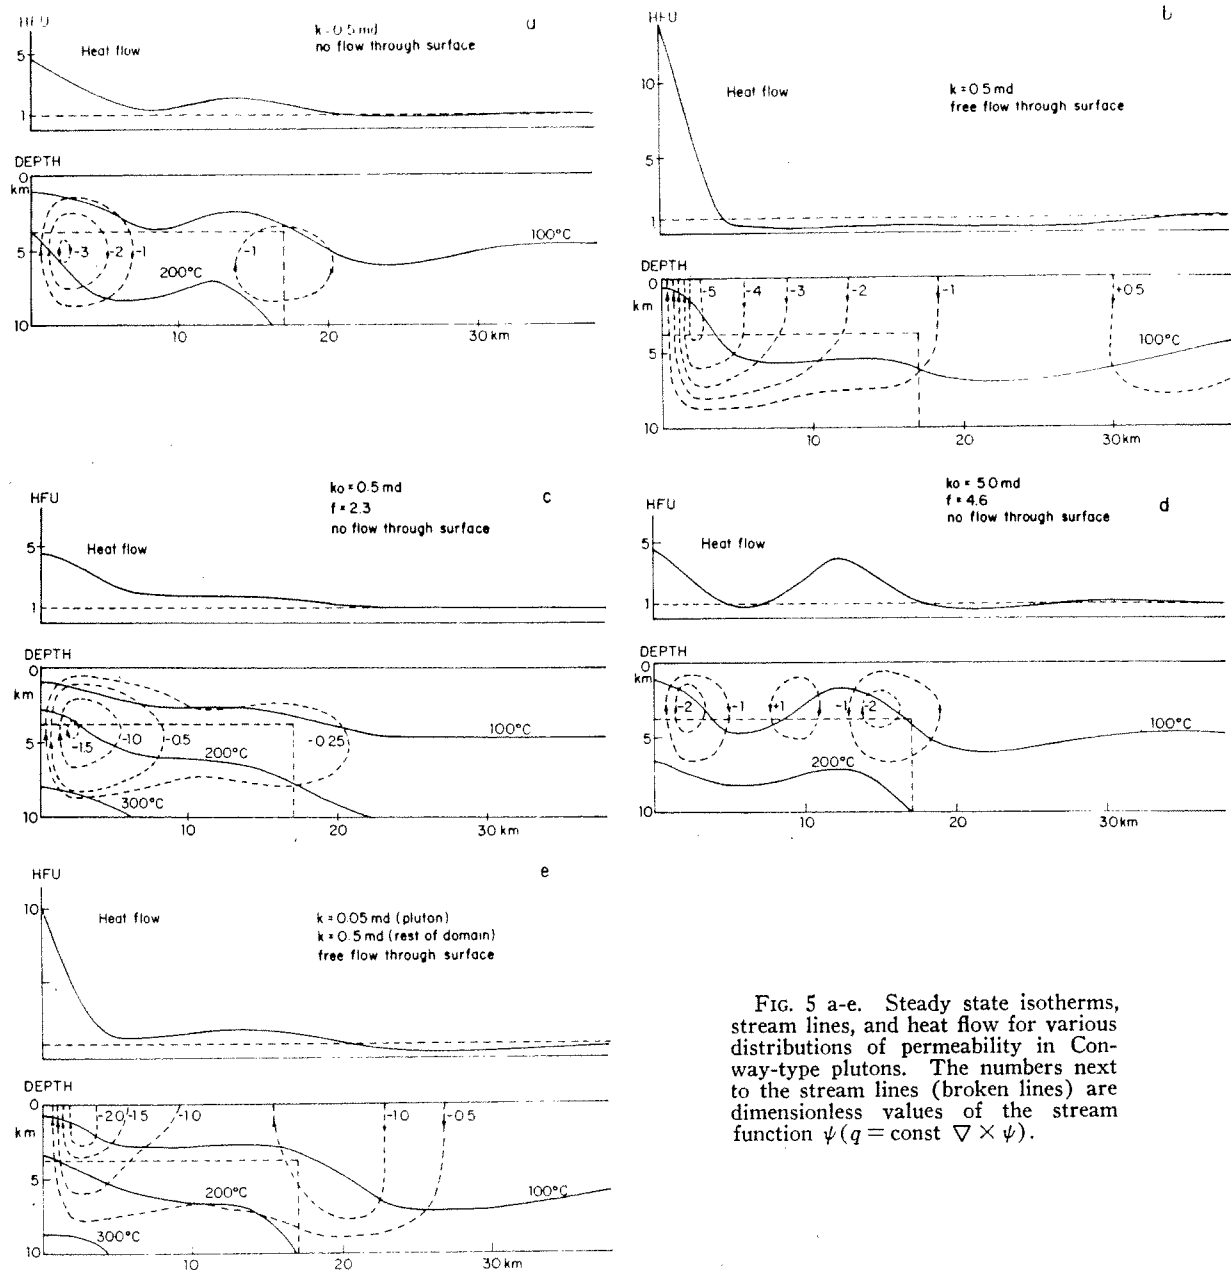 HFU
a
k = 0.5 md
no flow through surface
5
Heat flow
1
DEPTH
0
km
5
10
-3
-2
-1
-1
200°C
100°C
10
20
30 km
HFU
b
10
Heat flow
k = 0.5 md
free flow through surface
5
1
DEPTH
0
km
5
10
-5
-4
-3
-2
-1
+0.5
100°C
10
20
30 km
HFU
c
ko = 0.5 md
f = 2.3
no flow through surface
5
Heat flow
1
DEPTH
0
km
5
10
-1.5
-1.0
-0.5
-0.25
100°C
200°C
300°C
10
20
30 km
HFU
d
ko = 50 md
f = 4.6
no flow through surface
5
Heat flow
1
DEPTH
0
km
5
10
-2
-1
+1
-1
-2
100°C
200°C
10
20
30 km
HFU
e
10
Heat flow
k = 0.05 md (pluton)
k = 0.5 md (rest of domain)
free flow through surface
DEPTH
0
km
5
10
-2.0
-1.5
-1.0
-1.0
-0.5
200°C
100°C
300°C
10
20
30 km
FIG. 5 a-e. Steady state isotherms,
stream lines, and heat flow for various
distributions of permeability in Con-
way-type plutons. The numbers next
to the stream lines (broken lines) are
dimensionless values of the stream
function ψ(q = const ∇ × ψ).